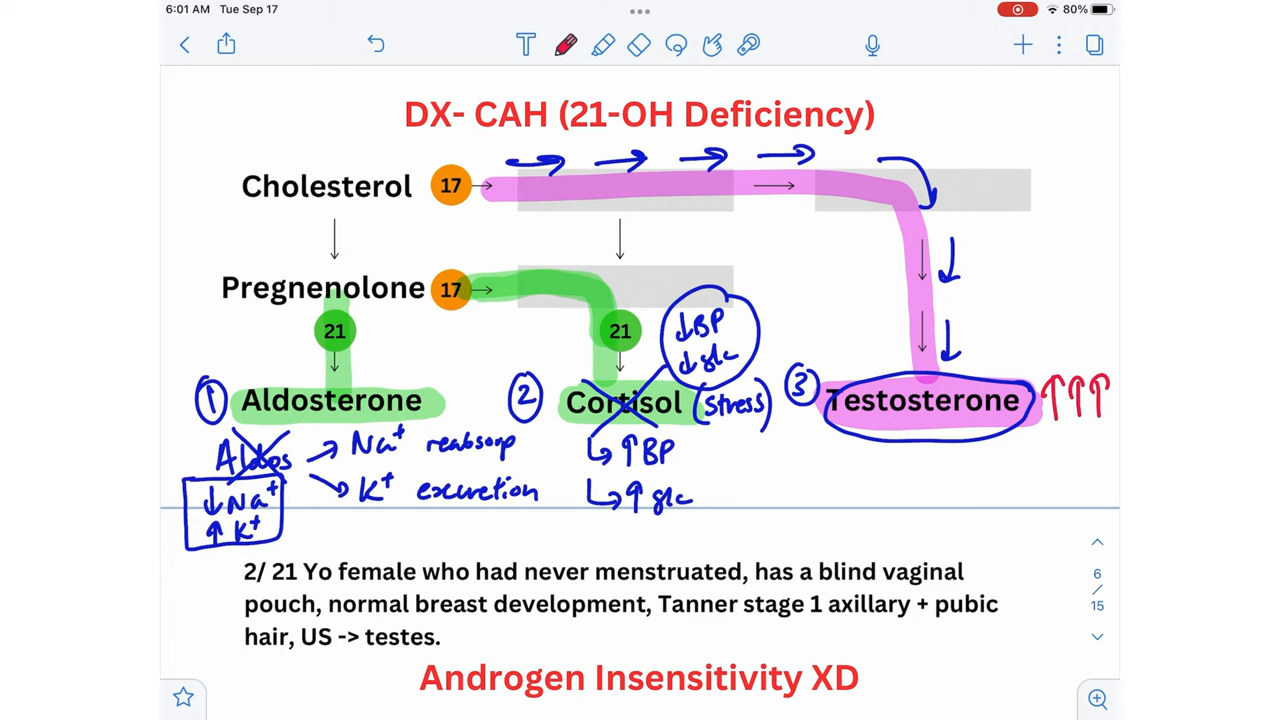 6:01 AM Tue Sep 17
80%
T
DX- CAH (21-OH Deficiency)
Cholesterol 17
Pregnenolone 17
21 21
↓BP
↓glc
① Aldosterone ② Cortisol (Stress) ③ Testosterone ↑↑↑
Aldos → Na+ reabsorp
→ K+ excretion
↳ ↑BP
↳ ↑ glc
↓Na+
↑ K+
2/ 21 Yo female who had never menstruated, has a blind vaginal
pouch, normal breast development, Tanner stage 1 axillary + pubic
hair, US -> testes.
Androgen Insensitivity XD
6
/
15